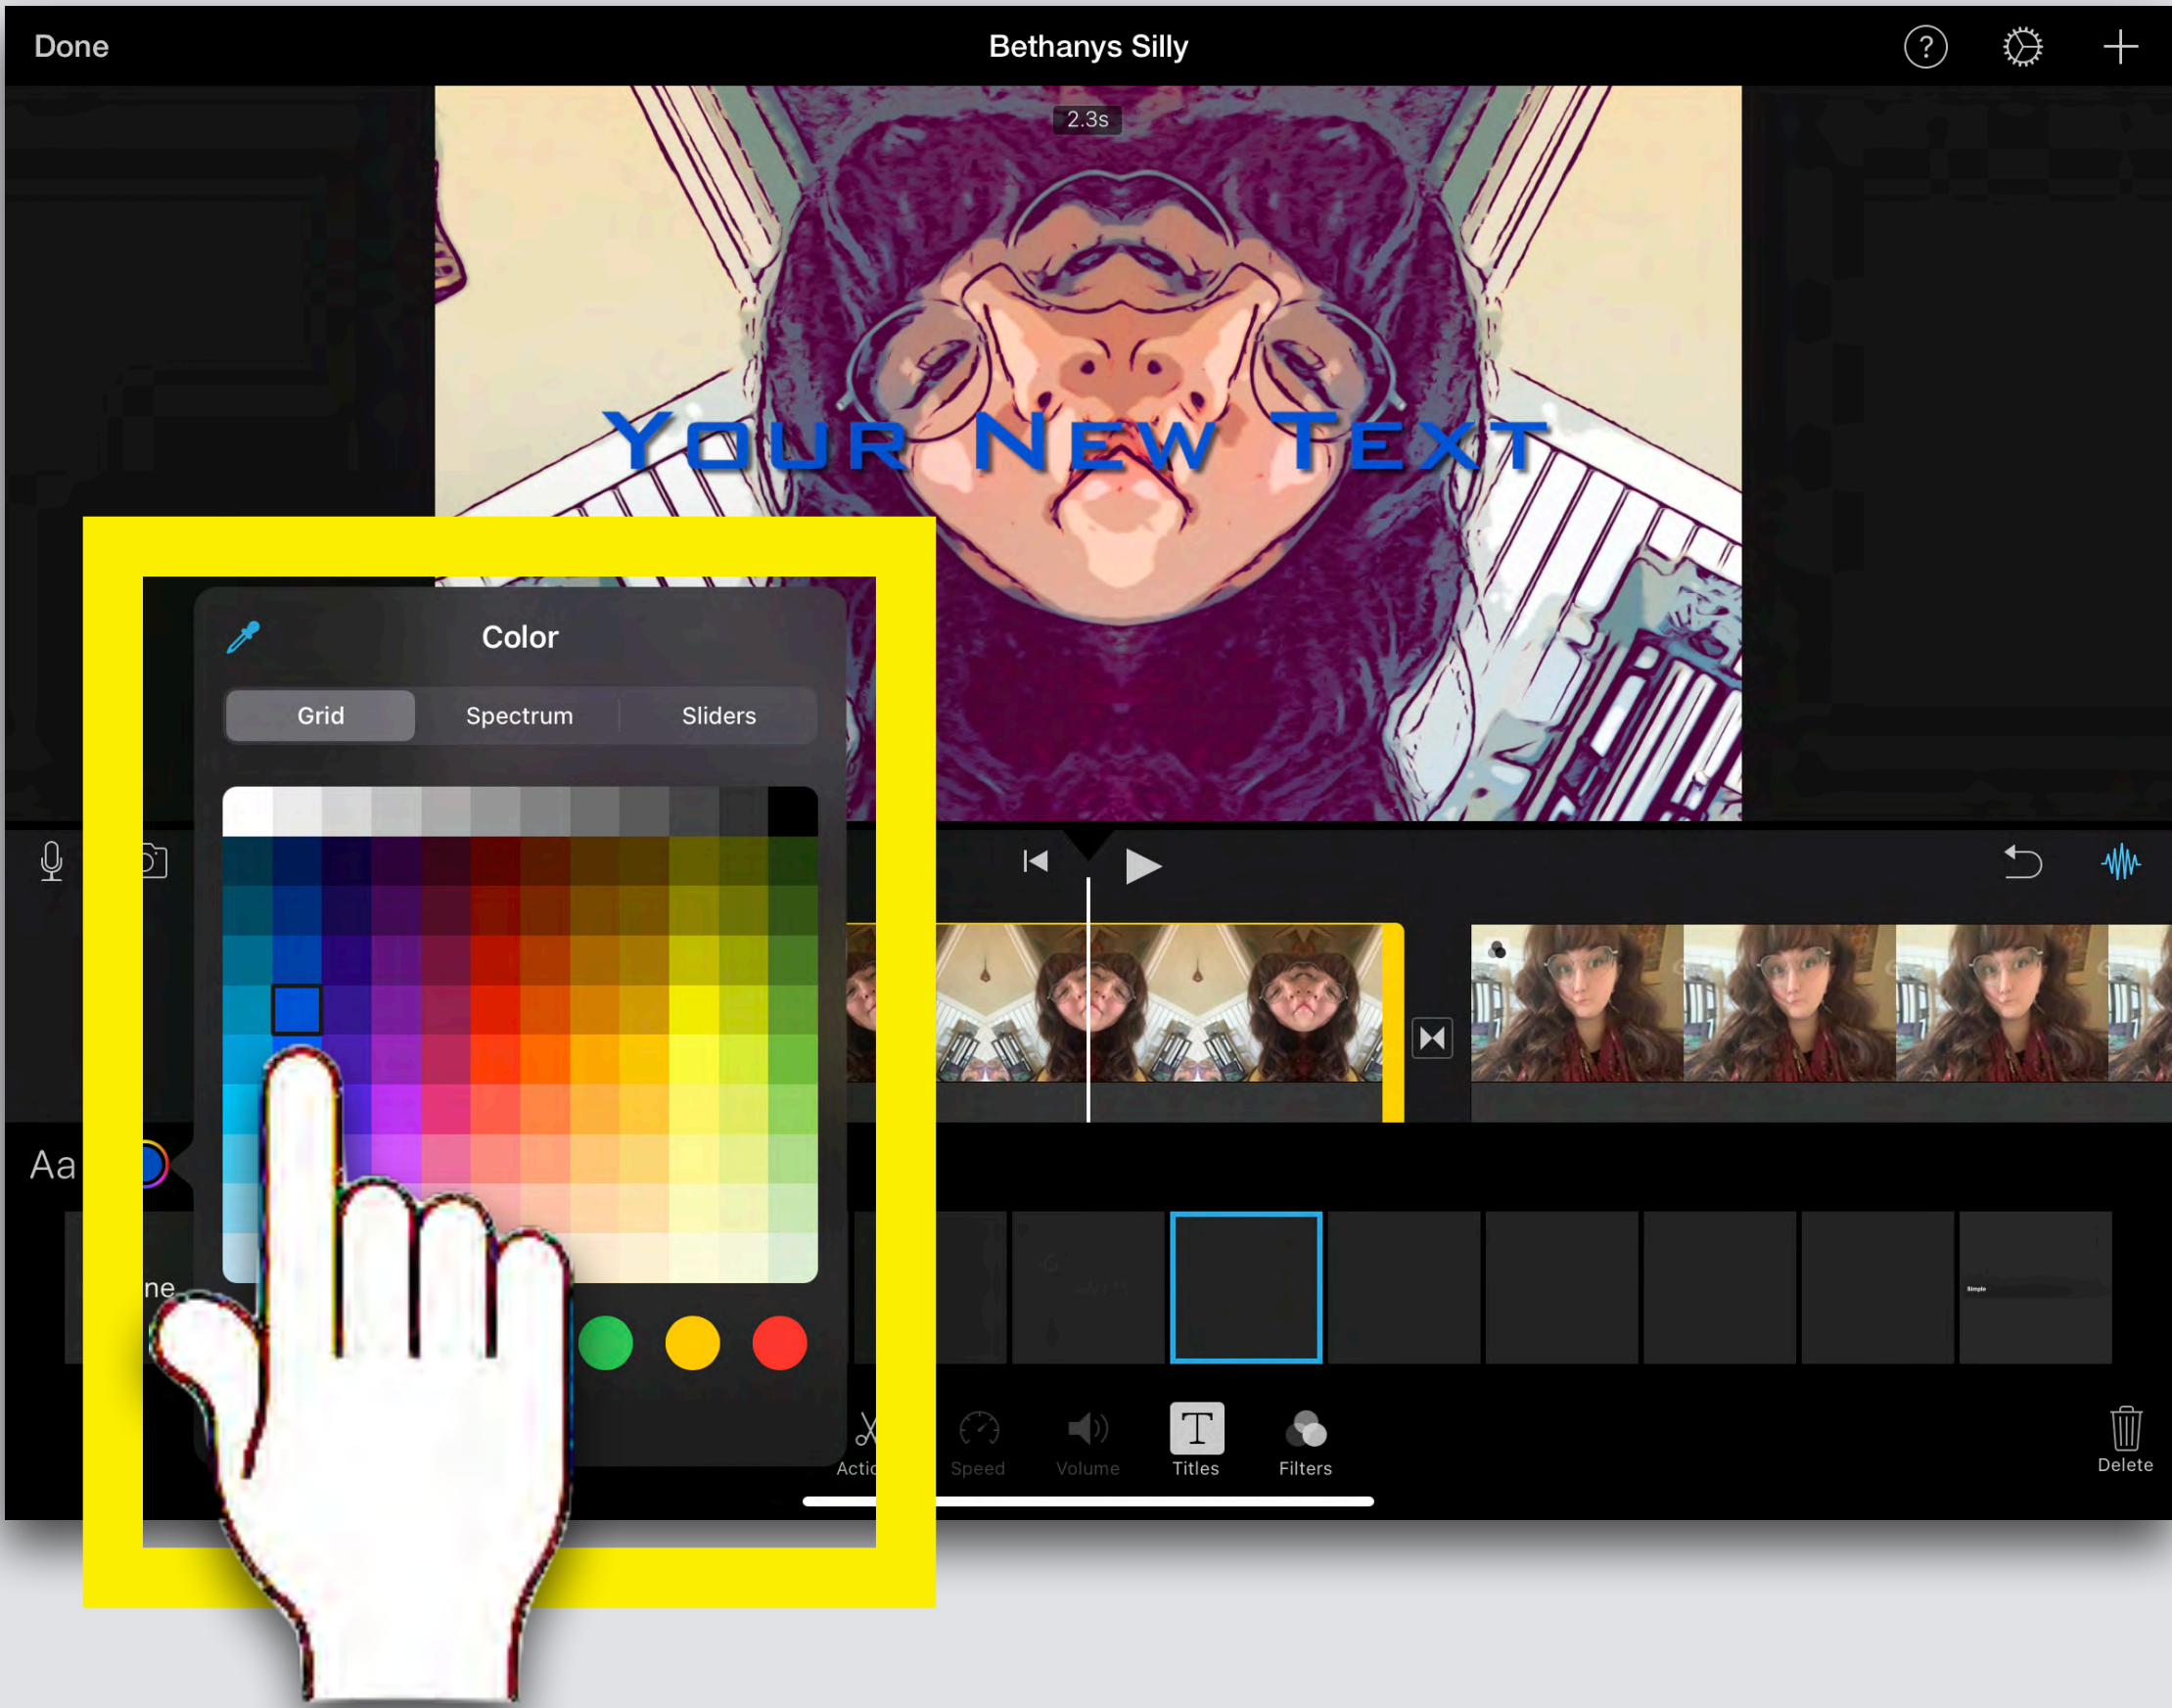 Done
Bethanys Silly
?
2.3s
Your New Text
Color
Grid
Spectrum
Sliders
Aa
ne
Simple
T
Speed
Volume
Titles
Filters
Delete